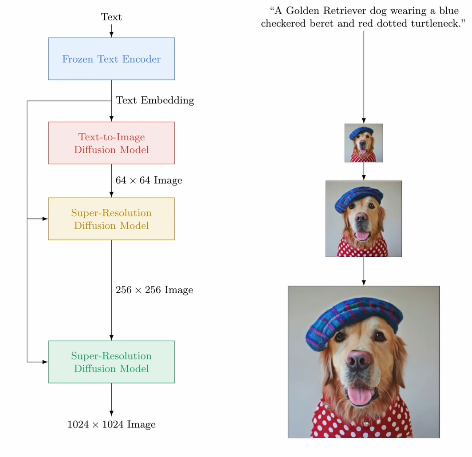 Text
Frozen Text Encoder
Text Embedding
Text-to-Image
Diffusion Model
64 × 64 Image
Super-Resolution
Diffusion Model
256 × 256 Image
Super-Resolution
Diffusion Model
1024 × 1024 Image
“A Golden Retriever dog wearing a blue
checkered beret and red dotted turtleneck.”